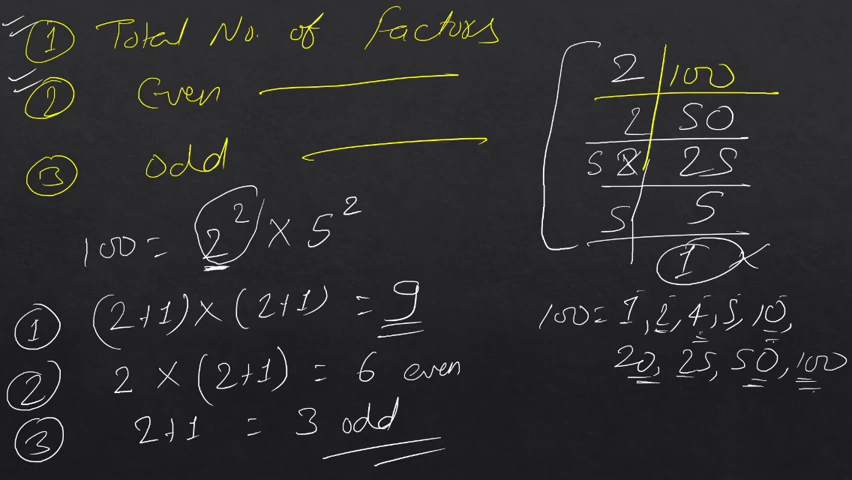 ① Total No. of factors
② Even
③ odd
100 = 2² × 5²
① (2+1) × (2+1) = 9
② 2 × (2+1) = 6 even
③ 2+1 = 3 odd
2 | 100
2 | 50
5 | 25
5 | 5
1 ×
100 = 1, 2, 4, 5, 10,
20, 25, 50, 100